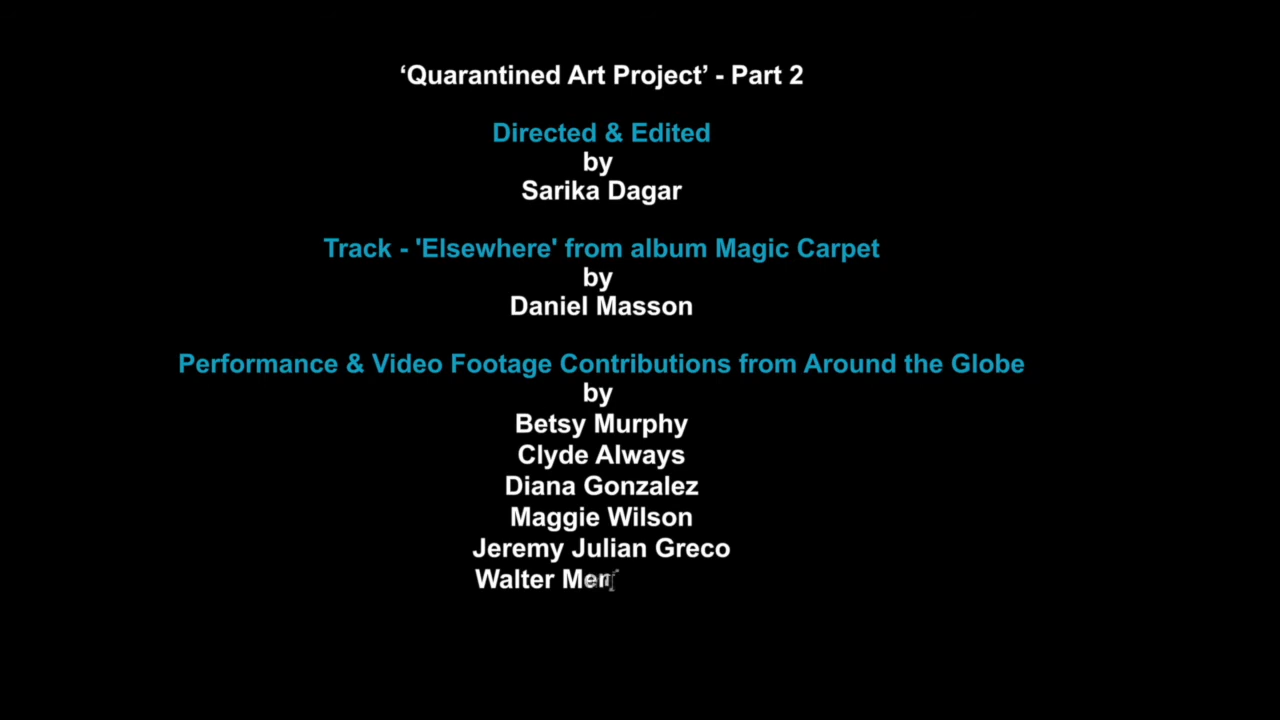 ‘Quarantined Art Project’ - Part 2
Directed & Edited
by
Sarika Dagar
Track - 'Elsewhere' from album Magic Carpet
by
Daniel Masson
Performance & Video Footage Contributions from Around the Globe
by
Betsy Murphy
Clyde Always
Diana Gonzalez
Maggie Wilson
Jeremy Julian Greco
Walter